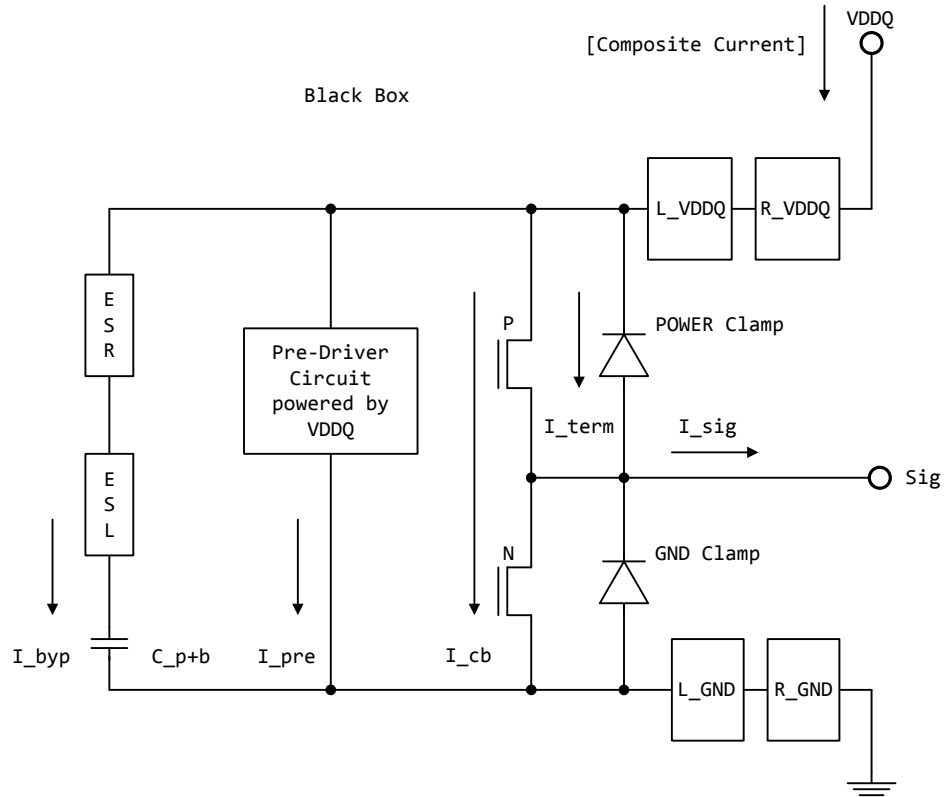 VDDQ
[Composite Current]
Black Box
L_VDDQ
R_VDDQ
E
S
R
P
POWER Clamp
Pre-Driver
Circuit
powered by
VDDQ
I_term
I_sig
E
S
L
Sig
N
GND Clamp
I_byp
C_p+b
I_pre
I_cb
L_GND
R_GND